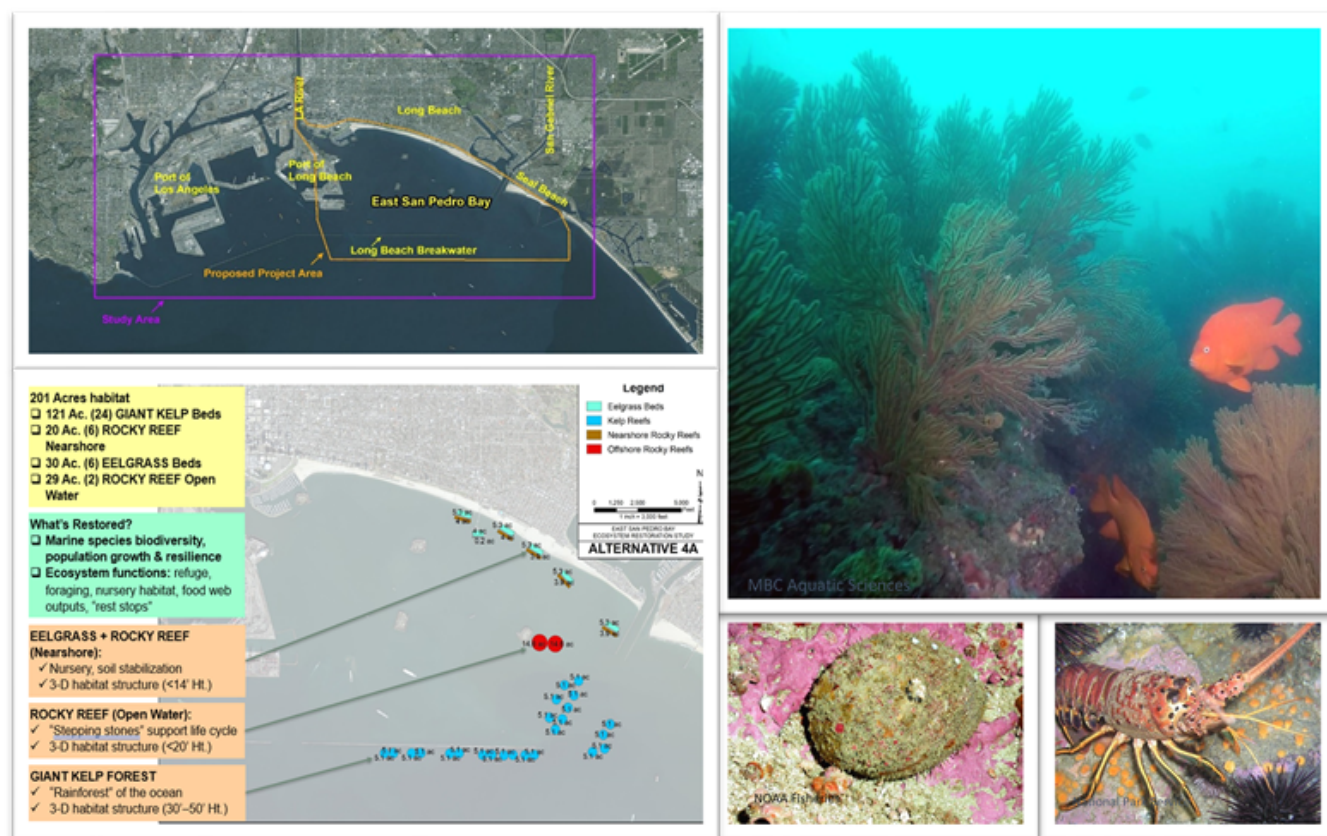 LA River
Long Beach
San Gabriel River
Port of
Los Angeles
Port of
Long Beach
Seal Beach
East San Pedro Bay
Long Beach Breakwater
Proposed Project Area
Study Area
201 Acres habitat
❑ 121 Ac. (24) GIANT KELP Beds
❑ 20 Ac. (6) ROCKY REEF
Nearshore
❑ 30 Ac. (6) EELGRASS Beds
❑ 29 Ac. (2) ROCKY REEF Open
Water
What's Restored?
❑ Marine species biodiversity,
population growth & resilience
❑ Ecosystem functions: refuge,
foraging, nursery habitat, food web
outputs, "rest stops"
EELGRASS + ROCKY REEF
(Nearshore):
✓ Nursery, soil stabilization
✓ 3-D habitat structure (<14' Ht.)
ROCKY REEF (Open Water):
✓ "Stepping stones" support life cycle
✓ 3-D habitat structure (<20' Ht.)
GIANT KELP FOREST
✓ "Rainforest" of the ocean
✓ 3-D habitat structure (30'–50' Ht.)
Legend
Eelgrass Beds
Kelp Reefs
Nearshore Rocky Reefs
Offshore Rocky Reefs
N
EAST SAN PEDRO BAY
ECOSYSTEM RESTORATION STUDY
ALTERNATIVE 4A
MBC Aquatic Sciences
NOAA Fisheries
National Park